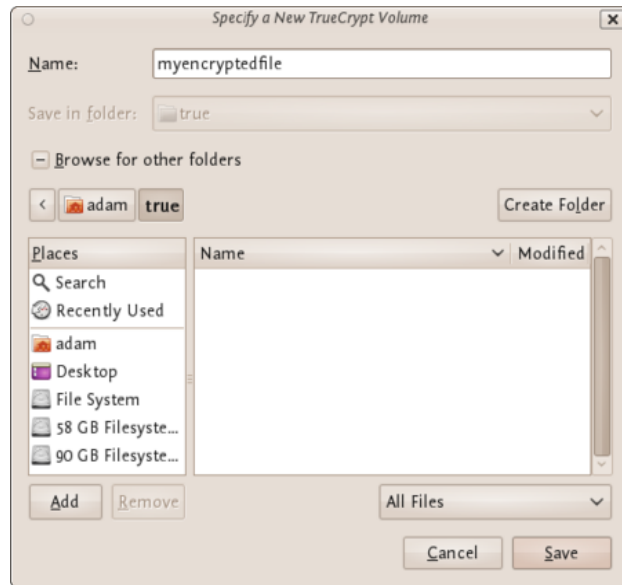 Specify a New TrueCrypt Volume
Name: myencryptedfile
Save in folder: true
Browse for other folders
adam true Create Folder
Places Name Modified
Search
Recently Used
adam
Desktop
File System
58 GB Filesyste...
90 GB Filesyste...
Add Remove All Files
Cancel Save